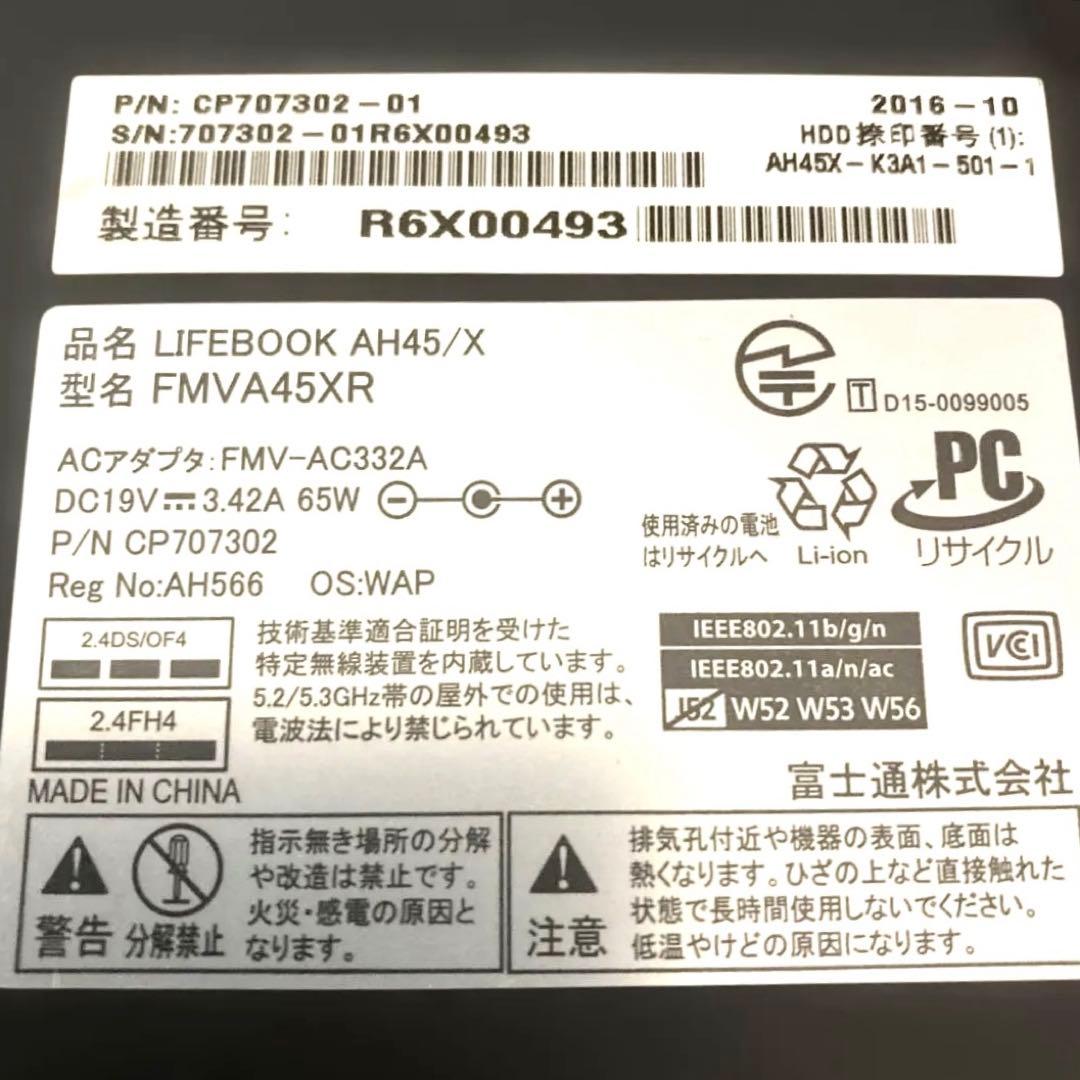 P/N: CP707302-01
2016-10
S/N:707302-01R6X00493
HDD捺印番号(1):
AH45X-K3A1-501-1
製造番号: R6X00493
品名 LIFEBOOK AH45/X
型名 FMVA45XR
T D15-0099005
ACアダプタ:FMV-AC332A
DC19V 3.42A 65W
P/N CP707302
Reg No:AH566 OS:WAP
使用済みの電池
はリサイクルへ
Li-ion
PC
リサイクル
2.4DS/OF4
2.4FH4
技術基準適合証明を受けた
特定無線装置を内蔵しています。
5.2/5.3GHz帯の屋外での使用は、
電波法により禁じられています。
IEEE802.11b/g/n
IEEE802.11a/n/ac
J52 W52 W53 W56
VCI
MADE IN CHINA
富士通株式会社
警告
分解禁止
指示無き場所の分解
や改造は禁止です。
火災・感電の原因と
なります。
注意
排気孔付近や機器の表面、底面は
熱くなります。ひざの上など直接触れた
状態で長時間使用しないでください。
低温やけどの原因になります。